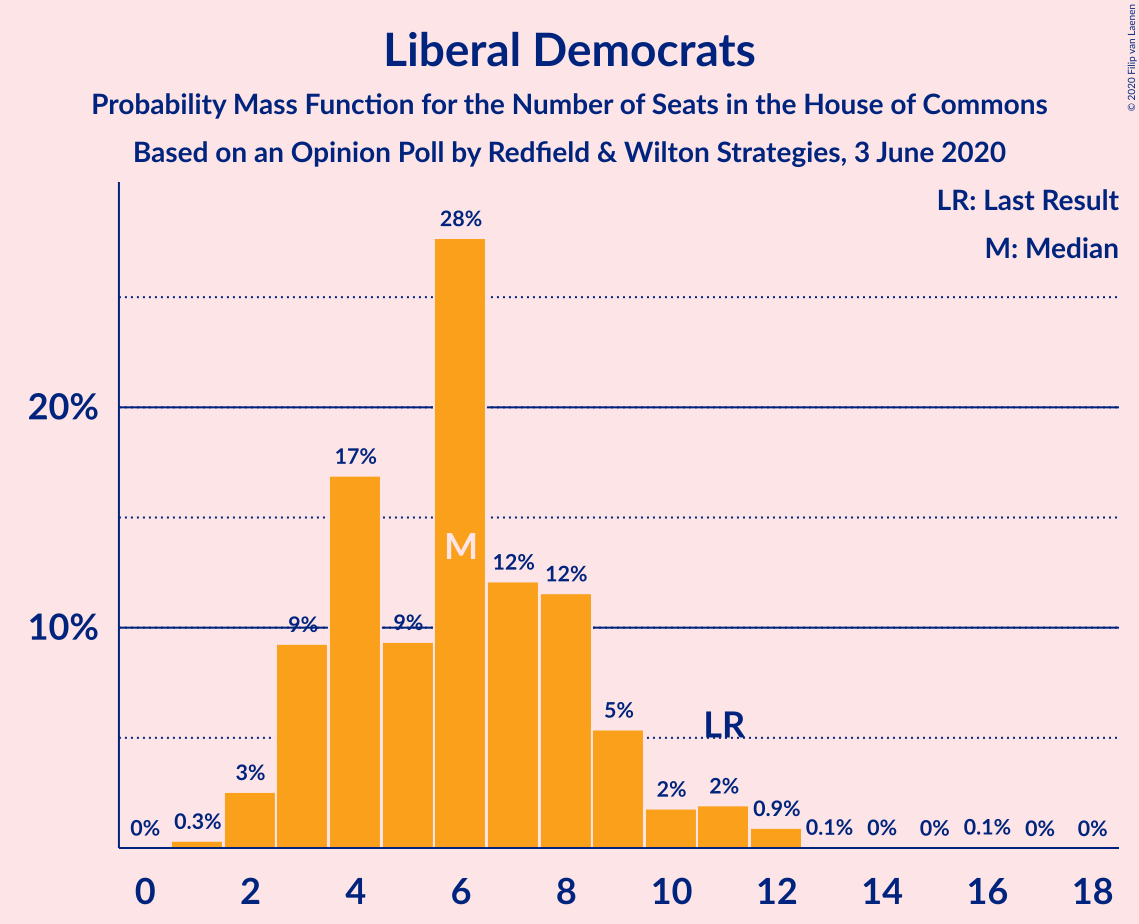 Liberal Democrats
Probability Mass Function for the Number of Seats in the House of Commons
Based on an Opinion Poll by Redfield & Wilton Strategies, 3 June 2020
© 2020 Filip van Laenen
LR: Last Result
M: Median
28%
20%
17%
M
12%
12%
10%
9%
9%
5%
LR
3%
2%
2%
0.9%
0%
0.3%
0.1%
0%
0%
0.1%
0%
0%
0 2 4 6 8 10 12 14 16 18